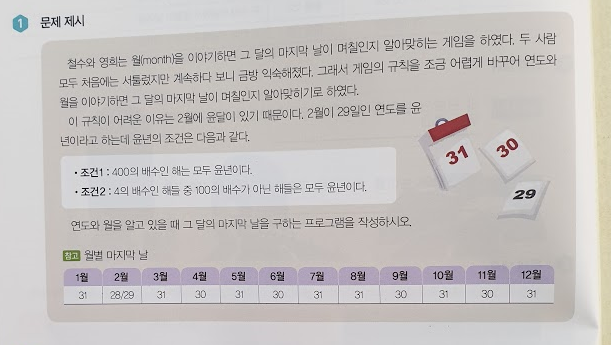 1 문제 제시
철수와 영희는 월(month)을 이야기하면 그 달의 마지막 날이 며칠인지 알아맞히는 게임을 하였다. 두 사람
모두 처음에는 서툴렀지만 계속하다 보니 금방 익숙해졌다. 그래서 게임의 규칙을 조금 어렵게 바꾸어 연도와
월을 이야기하면 그 달의 마지막 날이 며칠인지 알아맞히기로 하였다.
이 규칙이 어려운 이유는 2월에 윤달이 있기 때문이다. 2월이 29일인 연도를 윤
년이라고 하는데 윤년의 조건은 다음과 같다.
• 조건1 : 400의 배수인 해는 모두 윤년이다.
• 조건2 : 4의 배수인 해들 중 100의 배수가 아닌 해들은 모두 윤년이다.
31
30
29
연도와 월을 알고 있을 때 그 달의 마지막 날을 구하는 프로그램을 작성하시오.
참고 월별 마지막 날
1월 2월 3월 4월 5월 6월 7월 8월 9월 10월 11월 12월
31 28/29 31 30 31 30 31 31 30 31 30 31